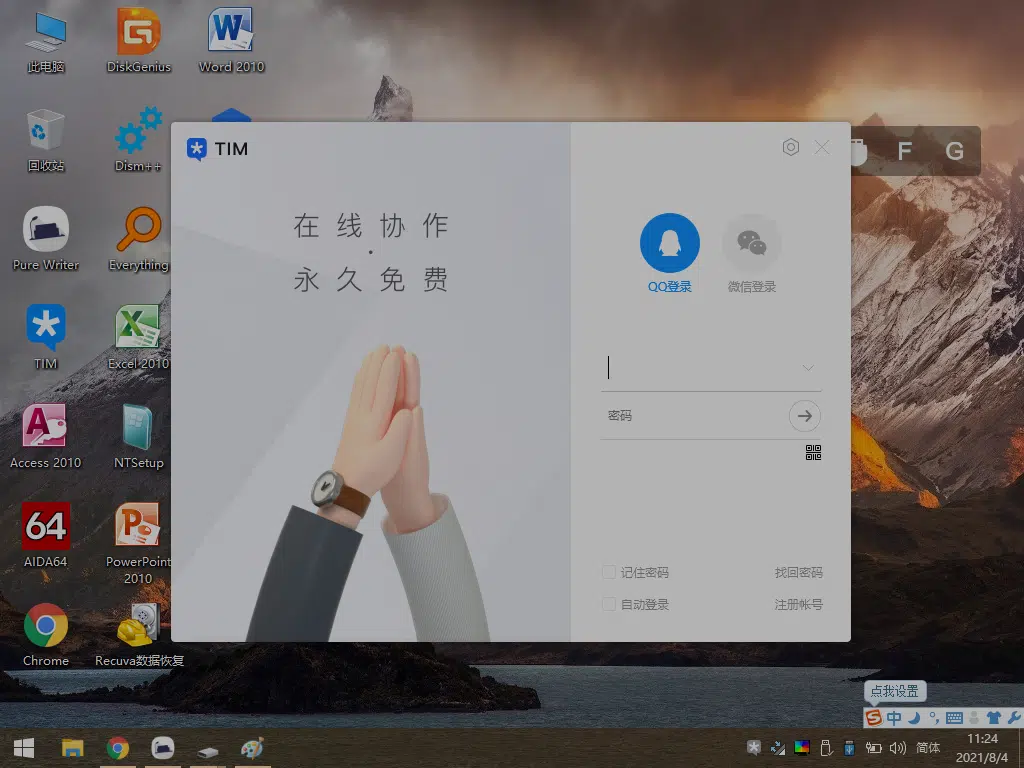 此电脑
DiskGenius
Word 2010
回收站
Dism++
Pure Writer
Everything
TIM
Excel 2010
Access 2010
NTSetup
64
AIDA64
PowerPoint
2010
Chrome
Recuva数据恢复
TIM
在线协作
·
永久免费
QQ登录
微信登录
密码
记住密码
找回密码
自动登录
注册帐号
F G
点我设置
中
简体
11:24
2021/8/4